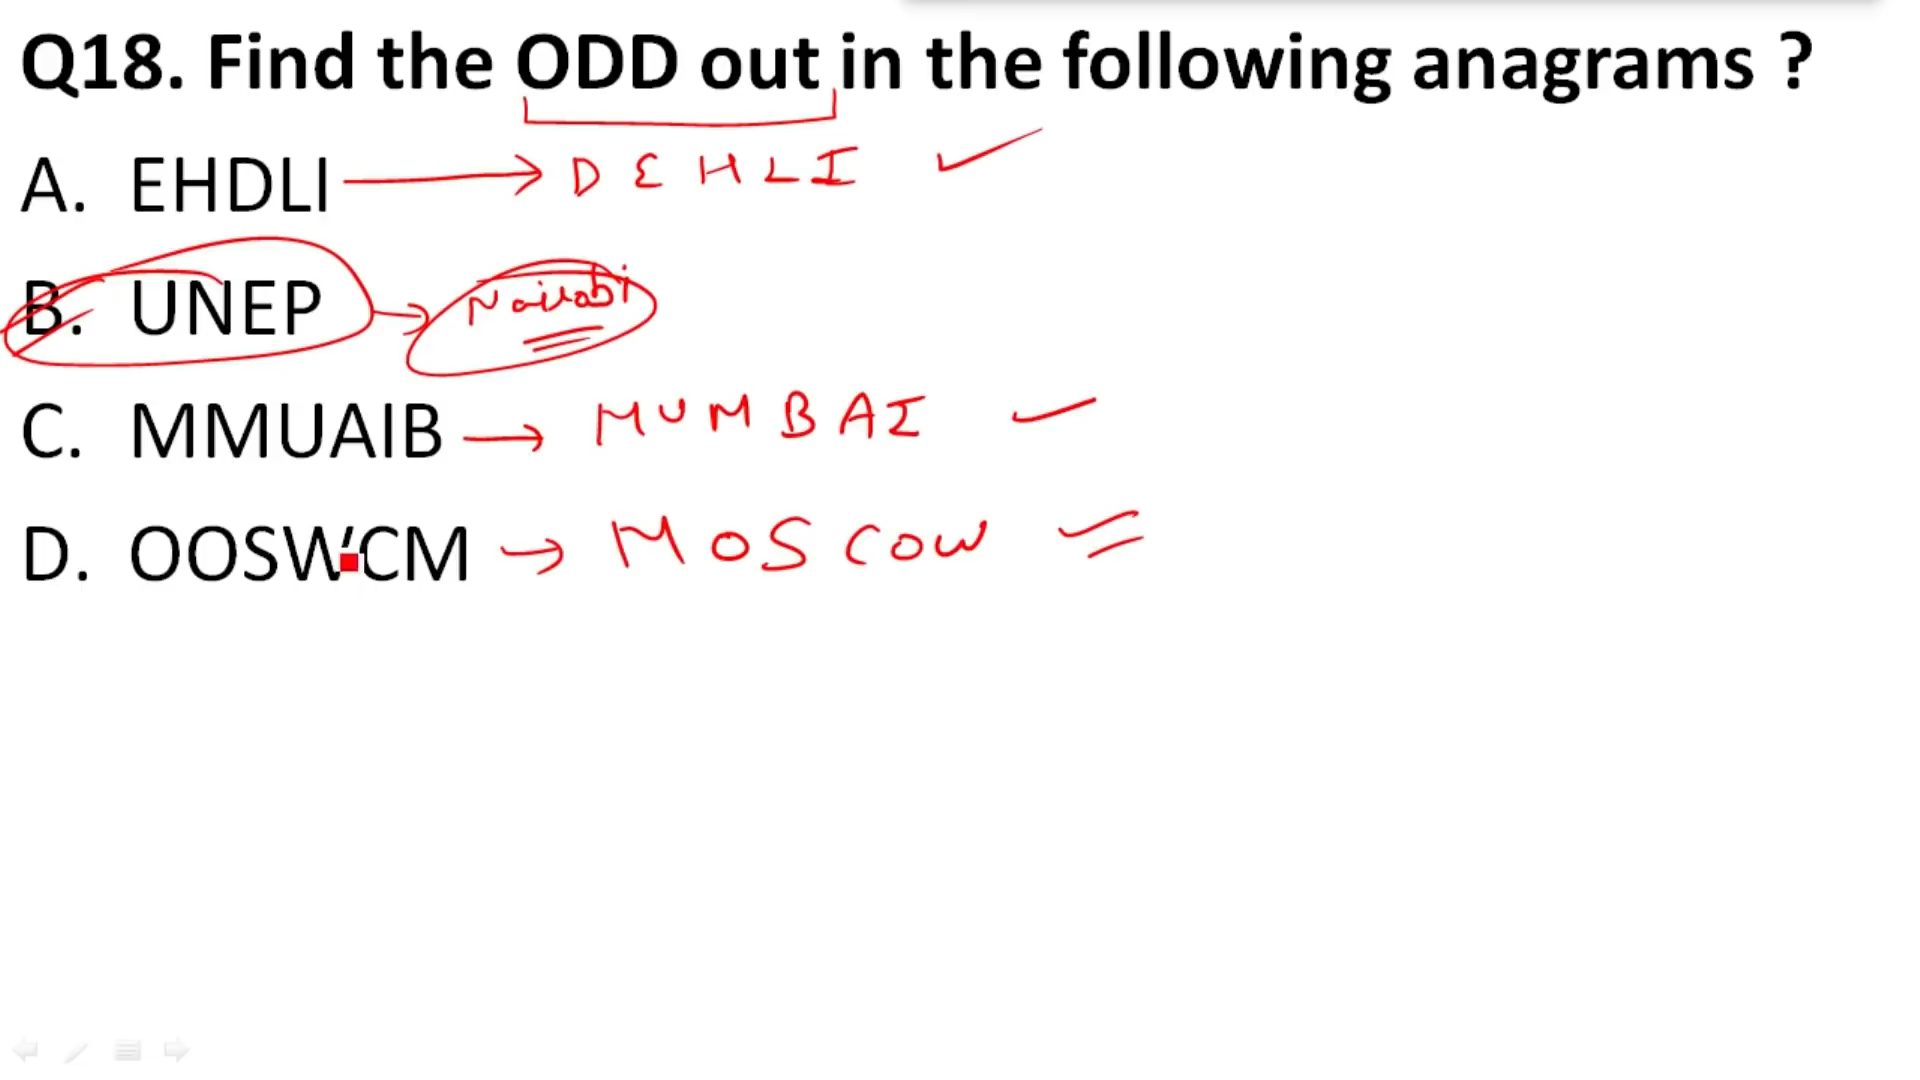 Q18. Find the ODD out in the following anagrams ?
A. EHDLI → DEHLI ✓
B. UNEP → Nairobi
C. MMUAIB → MUMBAI ✓
D. OOSWCM → MOSCOW